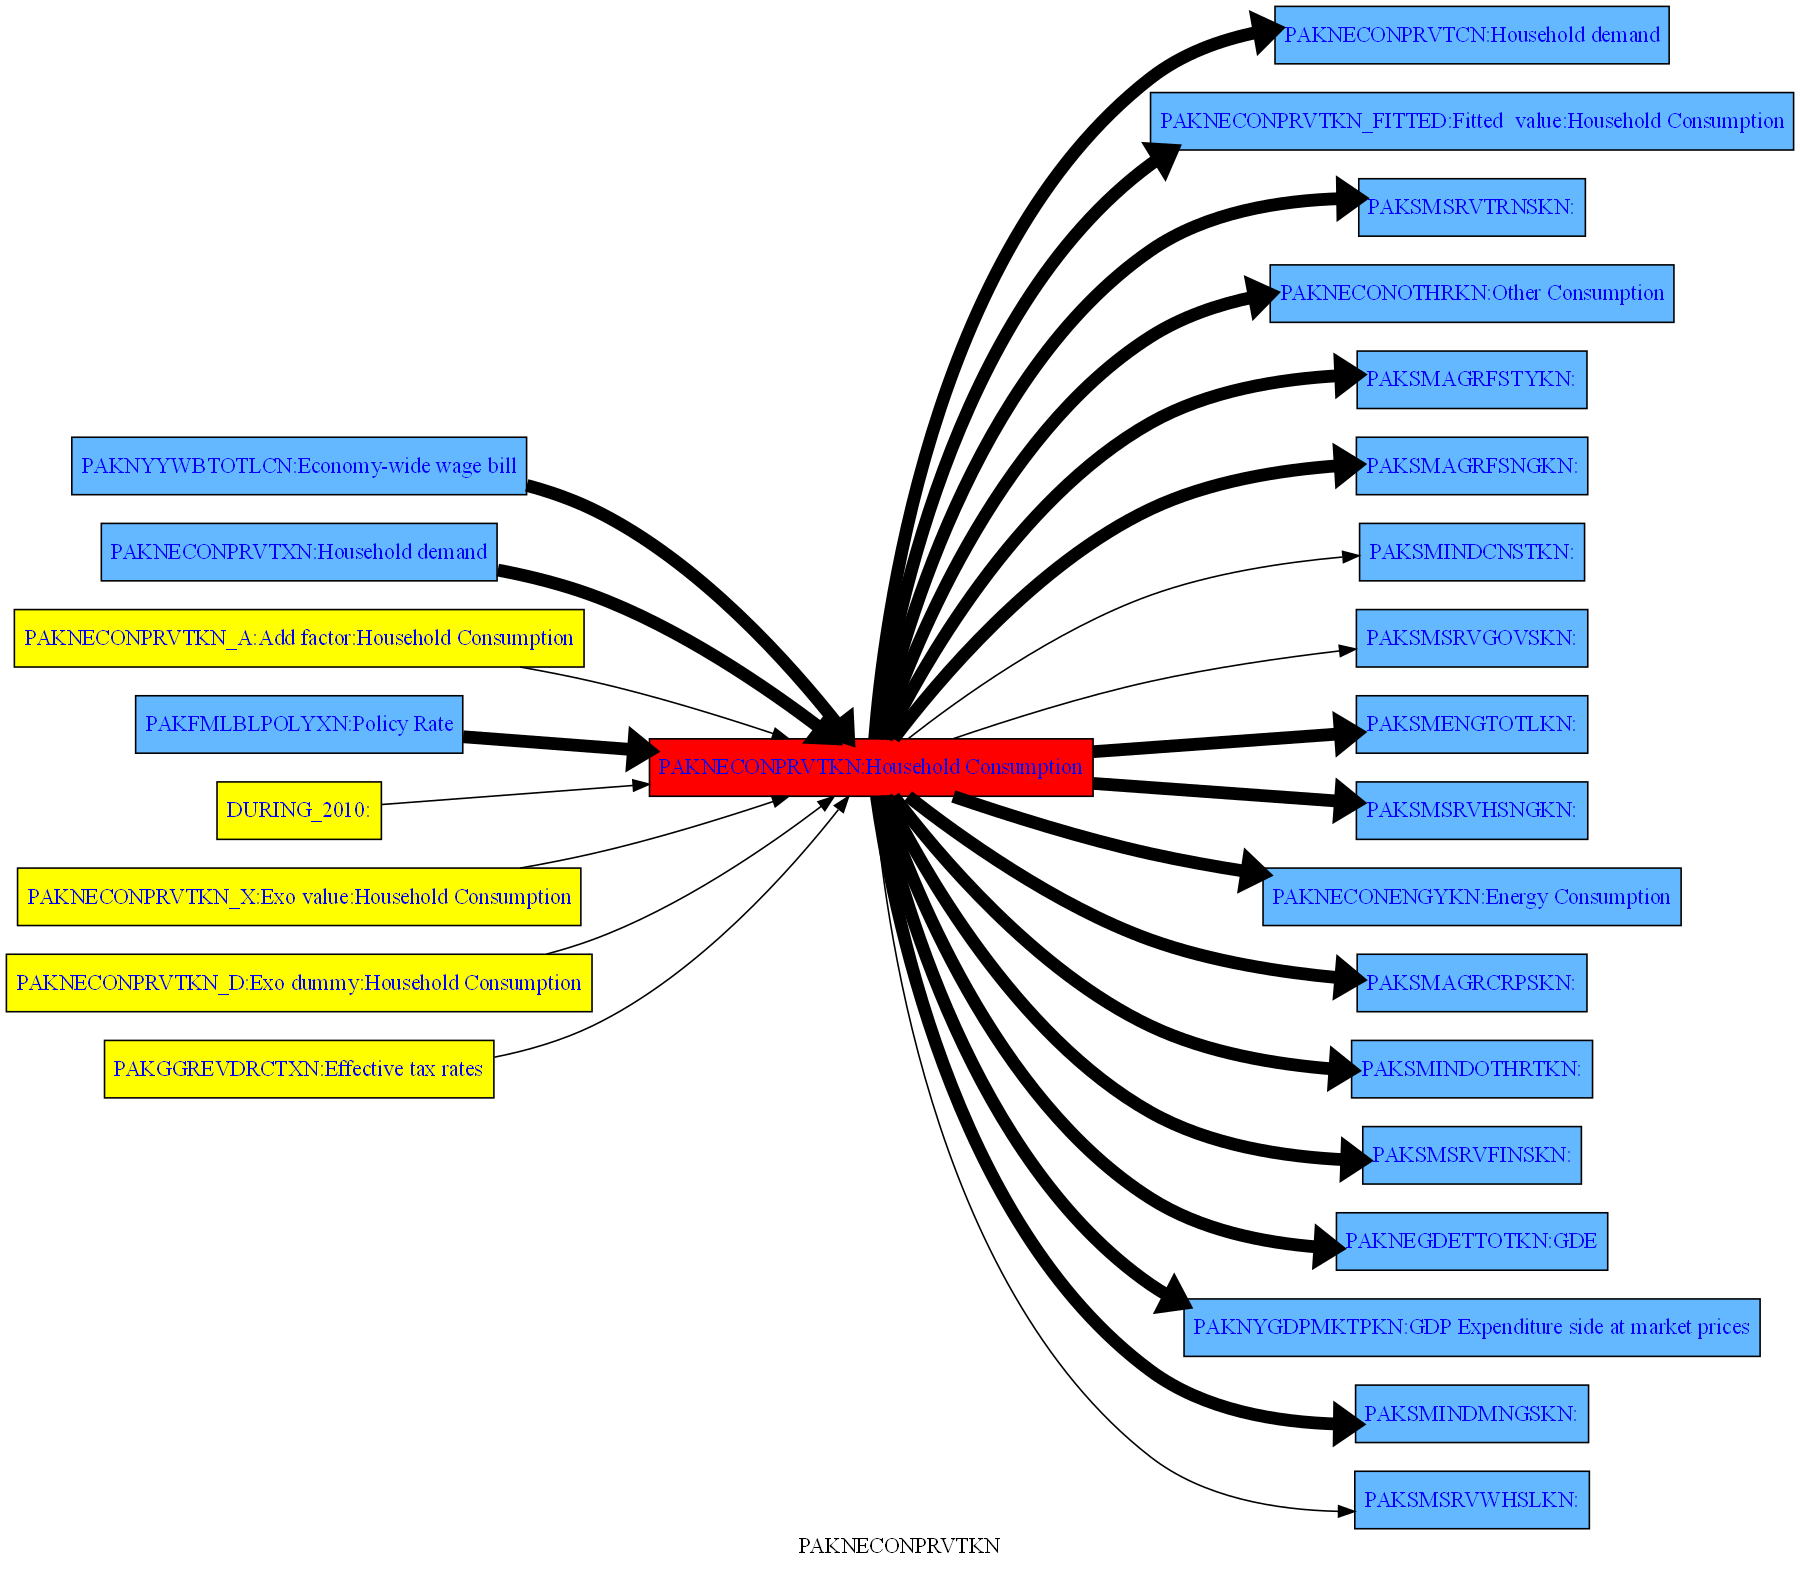 PAKNECONPRVTCN:Household demand
PAKNECONPRVTKN_FITTED:Fitted  value:Household Consumption
PAKSMSRVTRNSKN:
PAKNECONOTHRKN:Other Consumption
PAKSMAGRFSTYKN:
PAKNYYWBTOTLCN:Economy-wide wage bill
PAKSMAGRFSNGKN:
PAKNECONPRVTXN:Household demand
PAKSMINDCNSTKN:
PAKNECONPRVTKN_A:Add factor:Household Consumption
PAKSMSRVGOVSKN:
PAKFMLBLPOLYXN:Policy Rate
PAKSMENGTOTLKN:
PAKNECONPRVTKN:Household Consumption
DURING_2010:
PAKSMSRVHSNGKN:
PAKNECONPRVTKN_X:Exo value:Household Consumption
PAKNECONENGYKN:Energy Consumption
PAKNECONPRVTKN_D:Exo dummy:Household Consumption
PAKSMAGRCRPSKN:
PAKGGREVDRCTXN:Effective tax rates
PAKSMINDOTHRTKN:
PAKSMSRVFINSKN:
PAKNEGDETTOTKN:GDE
PAKNYGDPMKTPKN:GDP Expenditure side at market prices
PAKSMINDMNGSKN:
PAKSMSRVWHSLKN:
PAKNECONPRVTKN